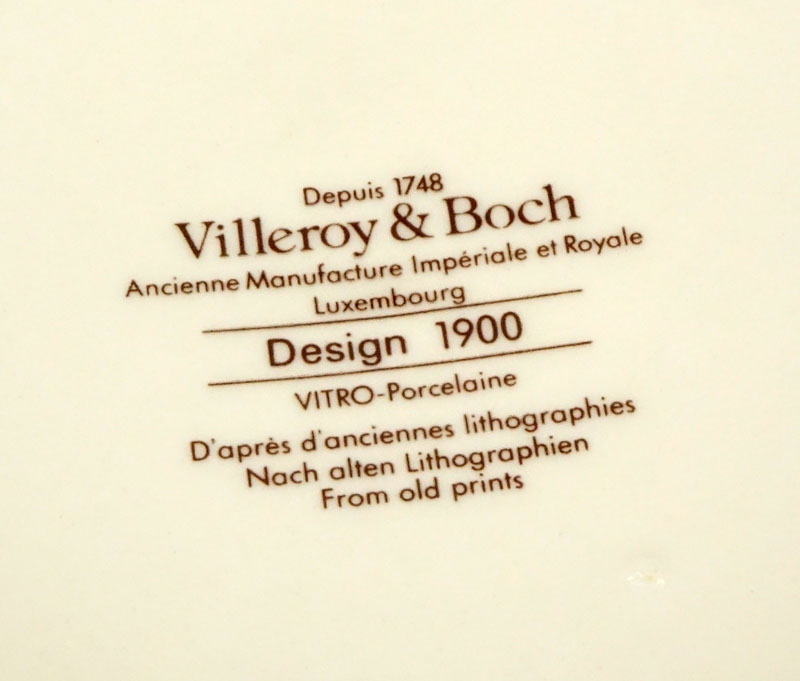 Depuis 1748
Villeroy & Boch
Ancienne Manufacture Impériale et Royale
Luxembourg
Design 1900
VITRO-Porcelaine
D'après d'anciennes lithographies
Nach alten Lithographien
From old prints